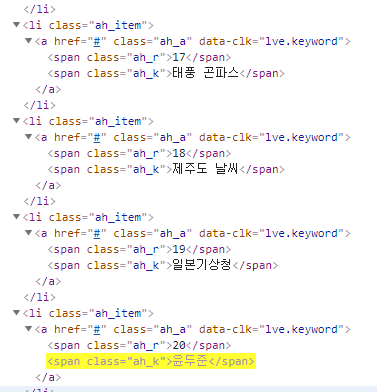 </li>
▼<li class="ah_item">
▼<a href="#" class="ah_a" data-clk="lve.keyword">
<span class="ah_r">17</span>
<span class="ah_k">태풍 곤파스</span>
</a>
</li>
▼<li class="ah_item">
▼<a href="#" class="ah_a" data-clk="lve.keyword">
<span class="ah_r">18</span>
<span class="ah_k">제주도 날씨</span>
</a>
</li>
▼<li class="ah_item">
▼<a href="#" class="ah_a" data-clk="lve.keyword">
<span class="ah_r">19</span>
<span class="ah_k">일본기상청</span>
</a>
</li>
▼<li class="ah_item">
▼<a href="#" class="ah_a" data-clk="lve.keyword">
<span class="ah_r">20</span>
<span class="ah_k">윤두준</span>
</a>
</li>